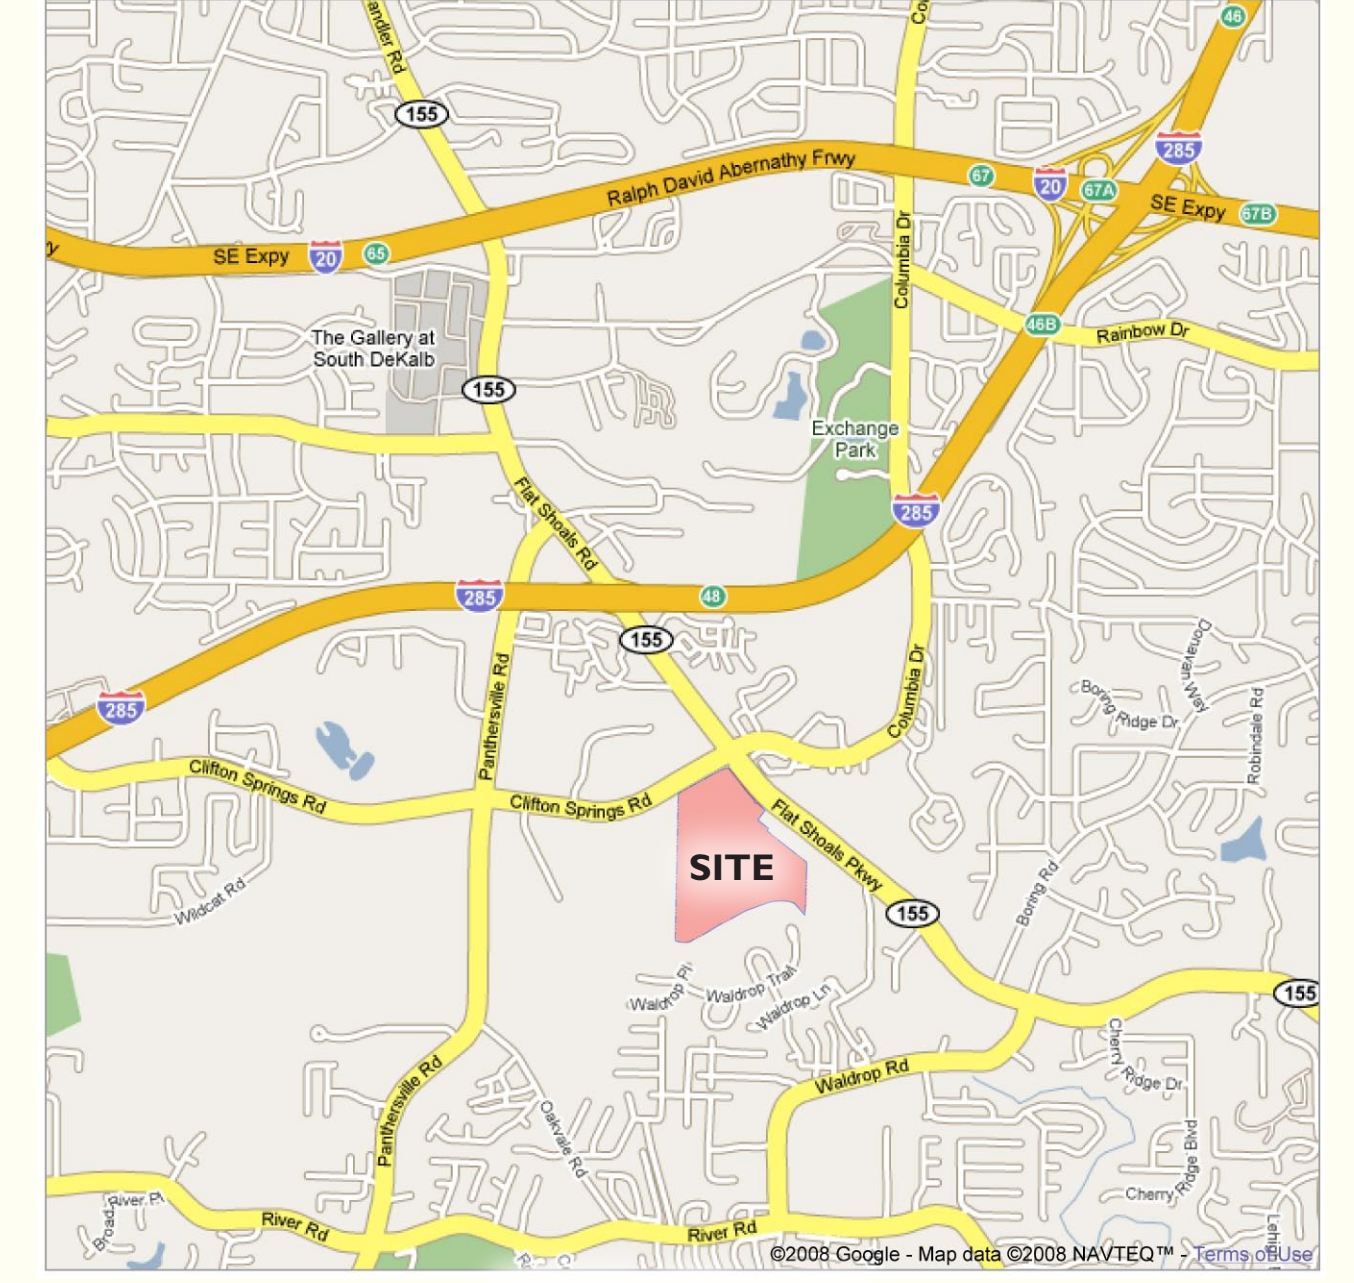 andler Rd
Co
46
155
285
Ralph David Abernathy Frwy
67
20
67A
SE Expy
67B
SE Expy
20
65
Columbia Dr
46B
Rainbow Dr
The Gallery at
South DeKalb
155
Exchange
Park
Flat Shoals Rd
285
285
48
155
Donavan Way
Boring Ridge Dr
Robindale Rd
Panthersville Rd
Columbia Dr
285
Clifton Springs Rd
Clifton Springs Rd
Flat Shoals Pkwy
SITE
Wildcat Rd
Boring Rd
155
Waldrop Pl
Waldrop Trail
Waldrop Ln
155
Cherry Ridge Dr
Waldrop Rd
Panthersville Rd
Oakvale Rd
Cherry Ridge Blvd
Cherry
River Pl
Broad
River Rd
River Rd
©2008 Google - Map data ©2008 NAVTEQ™ - Terms of Use